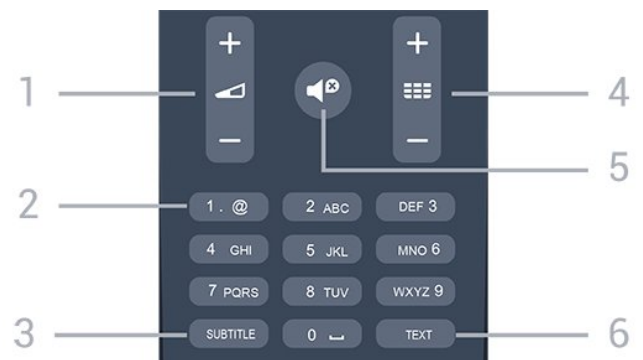 + +
1 4
− −
5
2 1 . @ 2 ABC DEF 3
4 GHI 5 JKL MNO 6
7 PQRS 8 TUV WXYZ 9
3 SUBTITLE 0 ⎵ TEXT 6